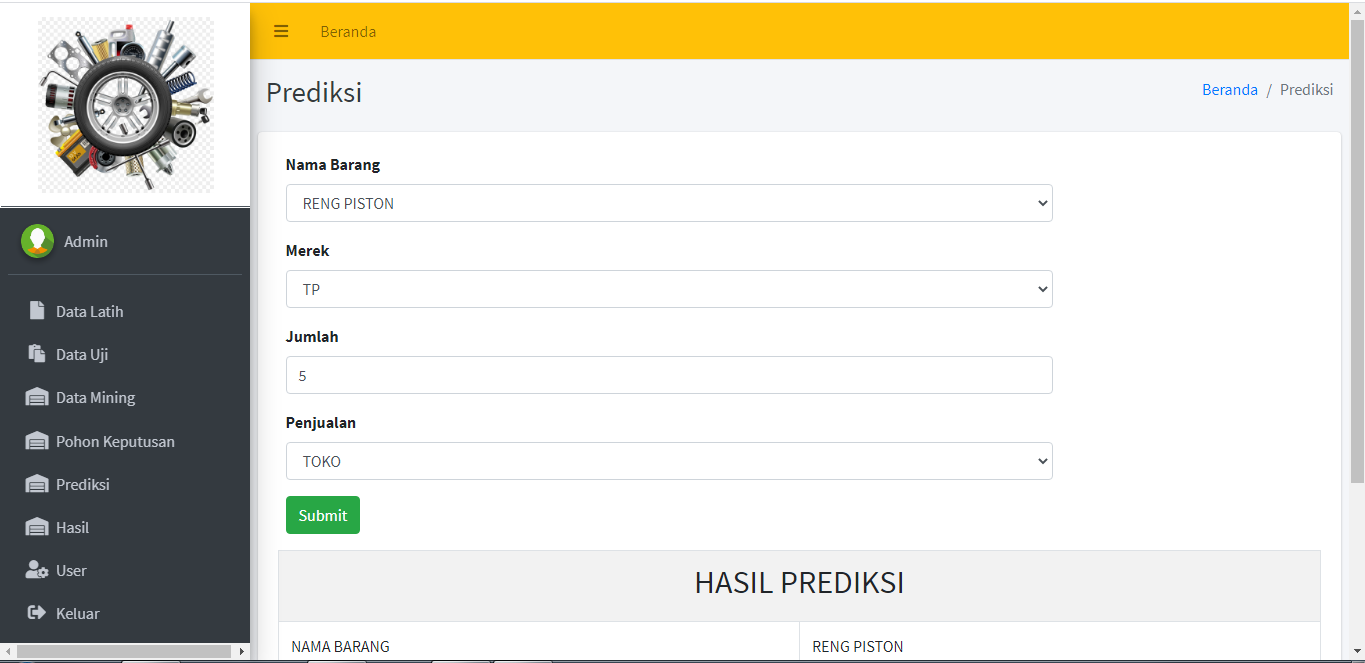 Beranda
Prediksi
Beranda / Prediksi
Admin
Data Latih
Data Uji
Data Mining
Pohon Keputusan
Prediksi
Hasil
User
Keluar
Nama Barang
RENG PISTON
Merek
TP
Jumlah
5
Penjualan
TOKO
Submit
HASIL PREDIKSI
NAMA BARANG
RENG PISTON